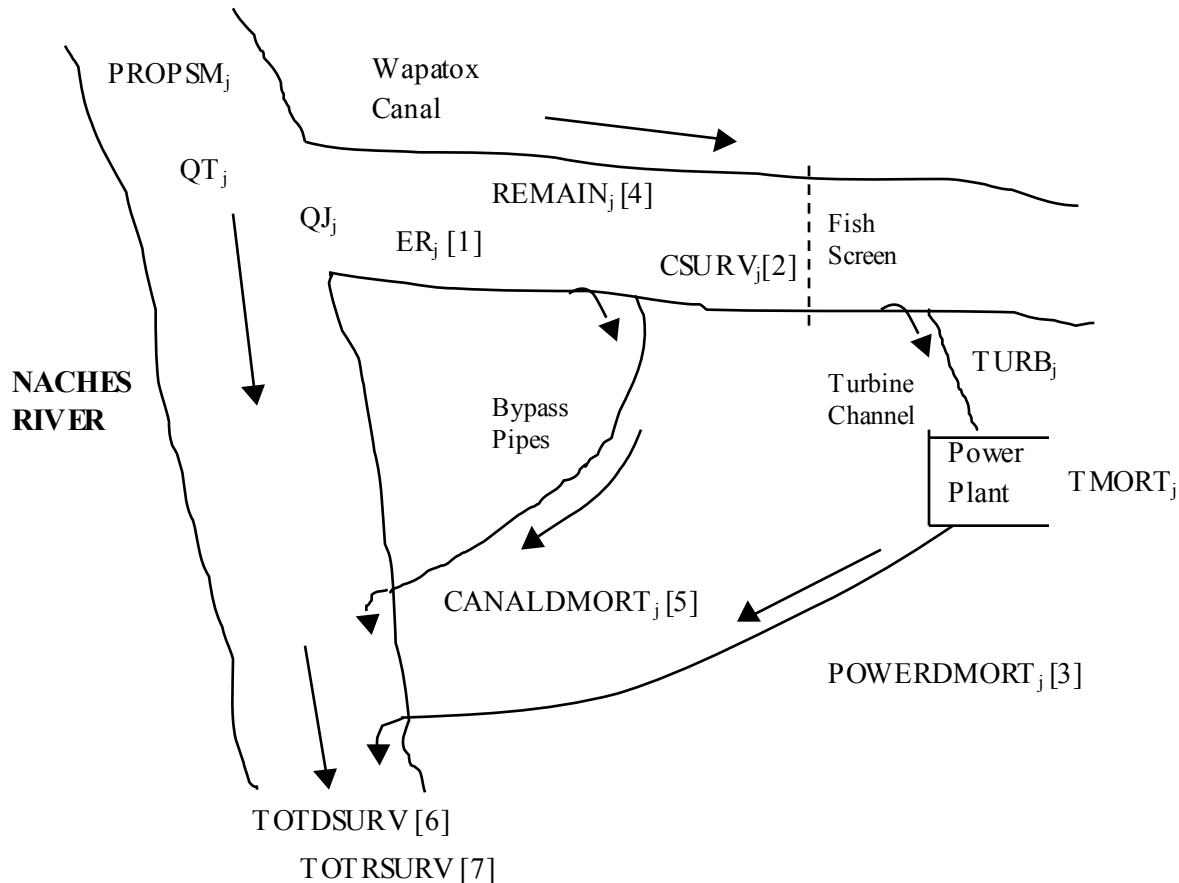 PROPSMj
Wapatox
Canal
QTj
REMAINj [4]
QJj
ERj [1]
Fish
Screen
CSURVj[2]
NACHES
RIVER
Bypass
Pipes
Turbine
Channel
TURBj
Power
Plant
TMORTj
CANALDMORTj [5]
POWERDMORTj [3]
TOTDSURV [6]
TOTRSURV [7]